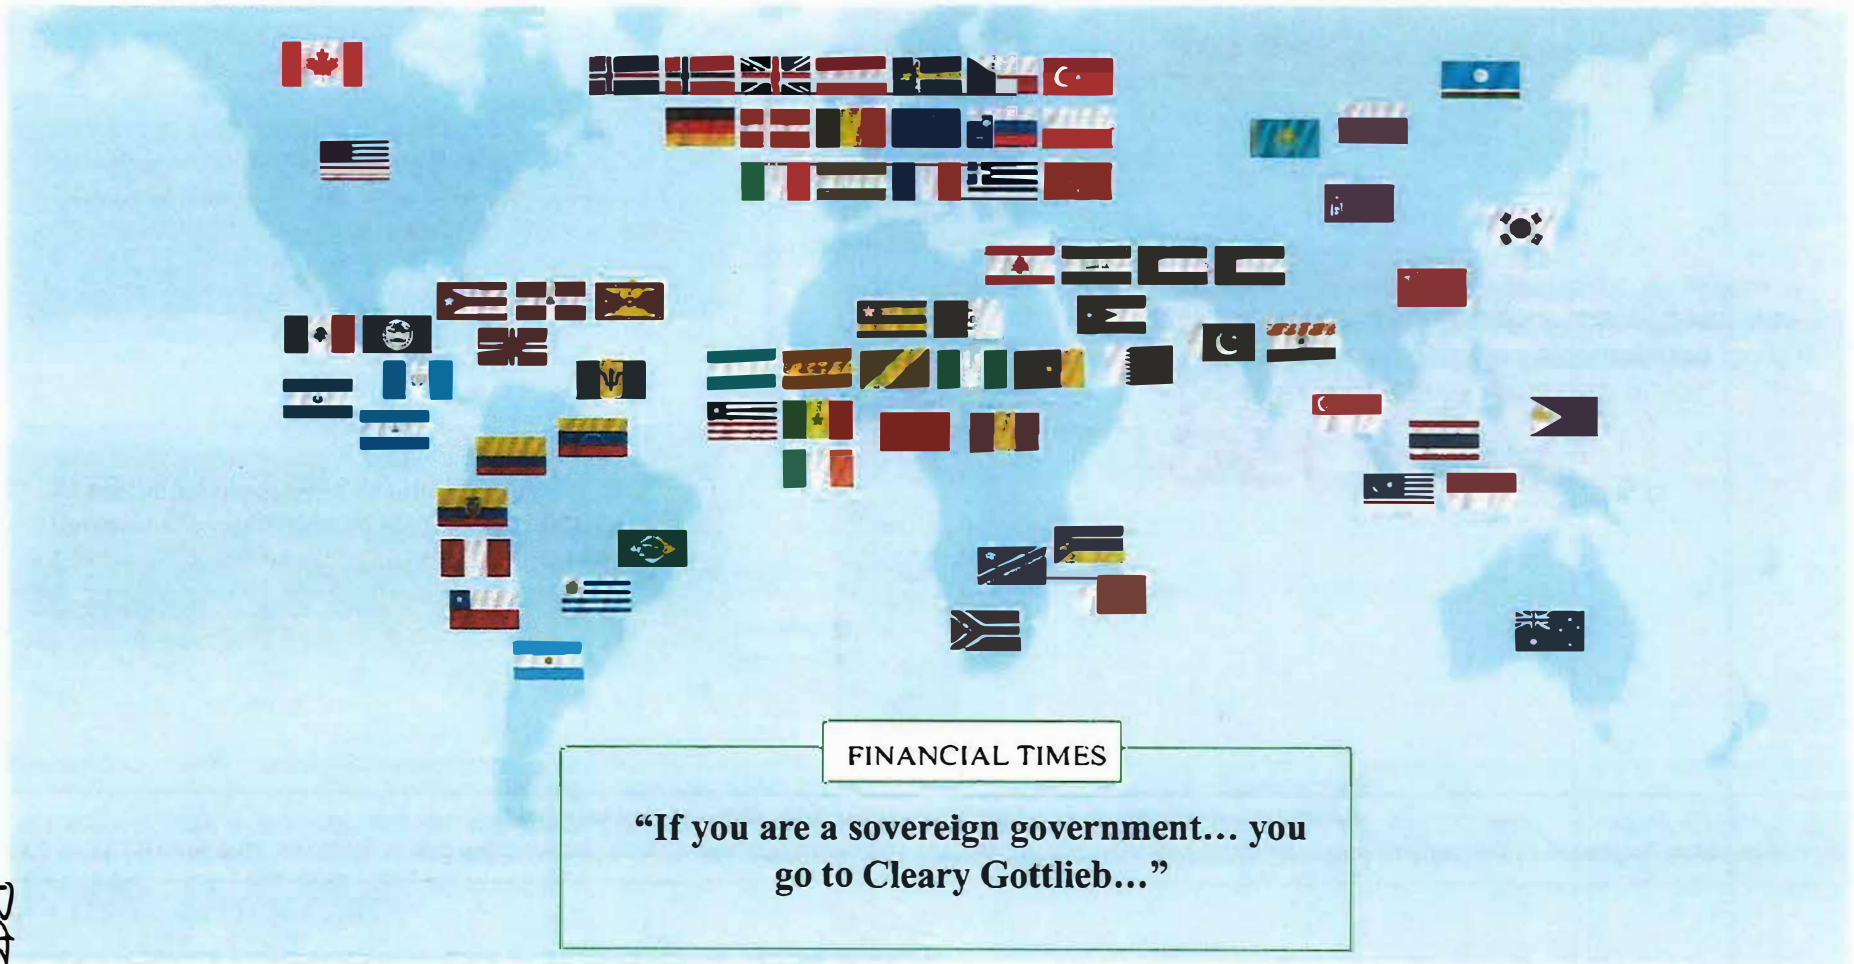 FINANCIAL TIMES
“If you are a sovereign government… you
go to Cleary Gottlieb…”